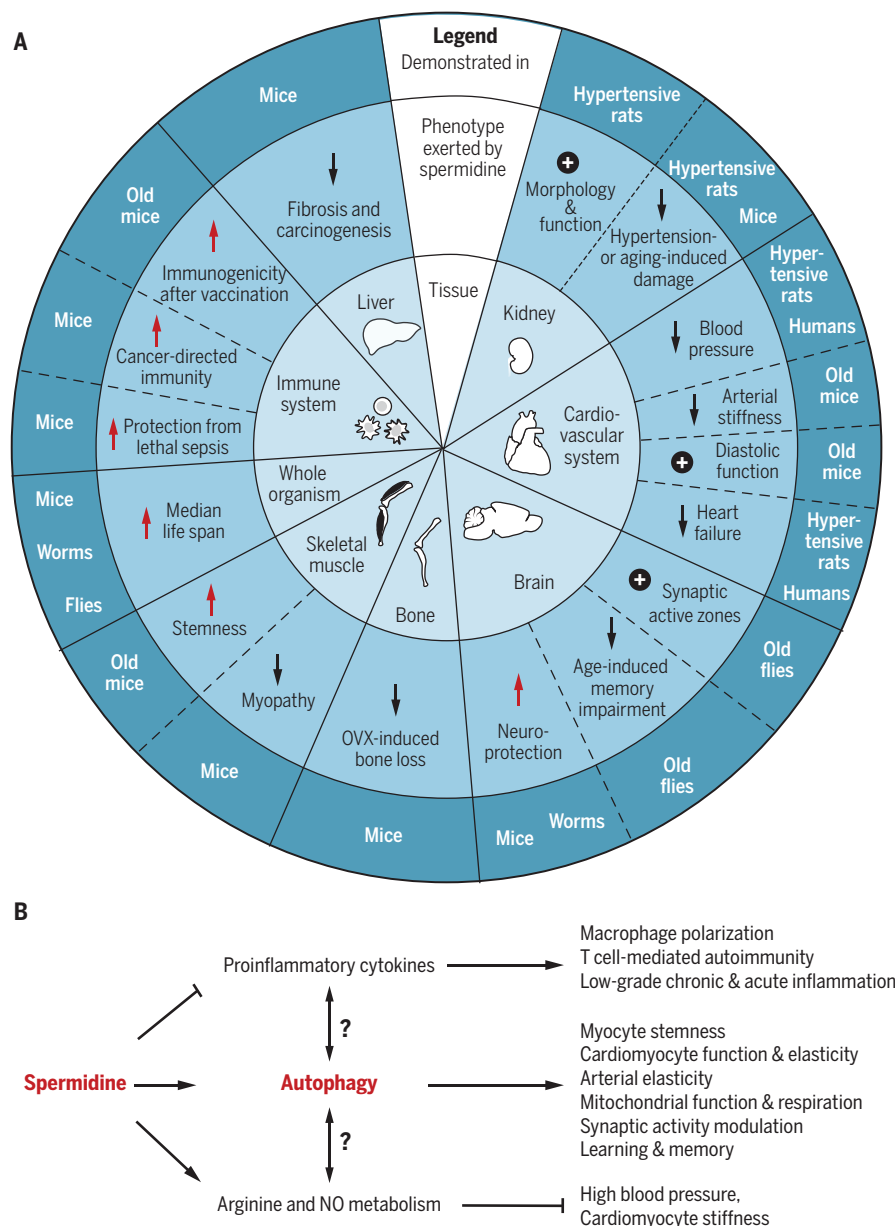 A
Legend
Demonstrated in
Phenotype
exerted by
spermidine
Tissue
Hypertensive
rats
Morphology
&
function
Kidney
Hypertensive
rats
Mice
Hypertension-
or aging-induced
damage
Hyper-
tensive
rats
Humans
Blood
pressure
Cardio-
vascular
system
Old
mice
Arterial
stiffness
Old
mice
Diastolic
function
Hyper-
tensive
rats
Humans
Heart
failure
Old
flies
Synaptic
active zones
Brain
Old
flies
Age-induced
memory
impairment
Worms
Mice
Neuro-
protection
Mice
OVX-induced
bone loss
Bone
Mice
Myopathy
Skeletal
muscle
Old
mice
Stemness
Mice
Worms
Flies
Median
life span
Whole
organism
Mice
Protection from
lethal sepsis
Immune
system
Mice
Cancer-directed
immunity
Old
mice
Immunogenicity
after vaccination
Mice
Fibrosis and
carcinogenesis
Liver
B
Spermidine
Proinflammatory cytokines
?
Autophagy
?
Arginine and NO metabolism
Macrophage polarization
T cell-mediated autoimmunity
Low-grade chronic & acute inflammation
Myocyte stemness
Cardiomyocyte function & elasticity
Arterial elasticity
Mitochondrial function & respiration
Synaptic activity modulation
Learning & memory
High blood pressure,
Cardiomyocyte stiffness